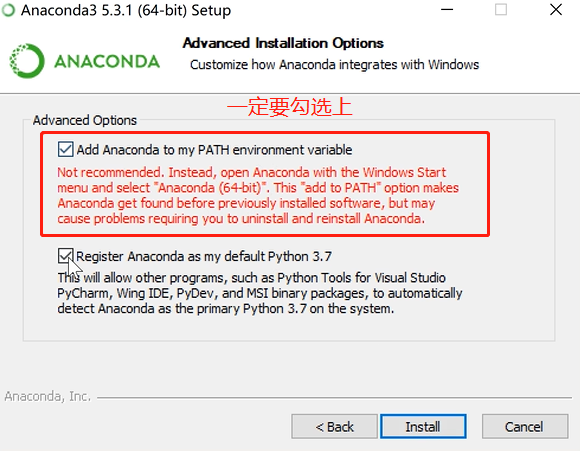 Anaconda3 5.3.1 (64-bit) Setup
Advanced Installation Options
Customize how Anaconda integrates with Windows
ANACONDA
一定要勾选上
Advanced Options
Add Anaconda to my PATH environment variable
Not recommended. Instead, open Anaconda with the Windows Start
menu and select "Anaconda (64-bit)". This "add to PATH" option makes
Anaconda get found before previously installed software, but may
cause problems requiring you to uninstall and reinstall Anaconda.
Register Anaconda as my default Python 3.7
This will allow other programs, such as Python Tools for Visual Studio
PyCharm, Wing IDE, PyDev, and MSI binary packages, to automatically
detect Anaconda as the primary Python 3.7 on the system.
Anaconda, Inc.
< Back
Install
Cancel